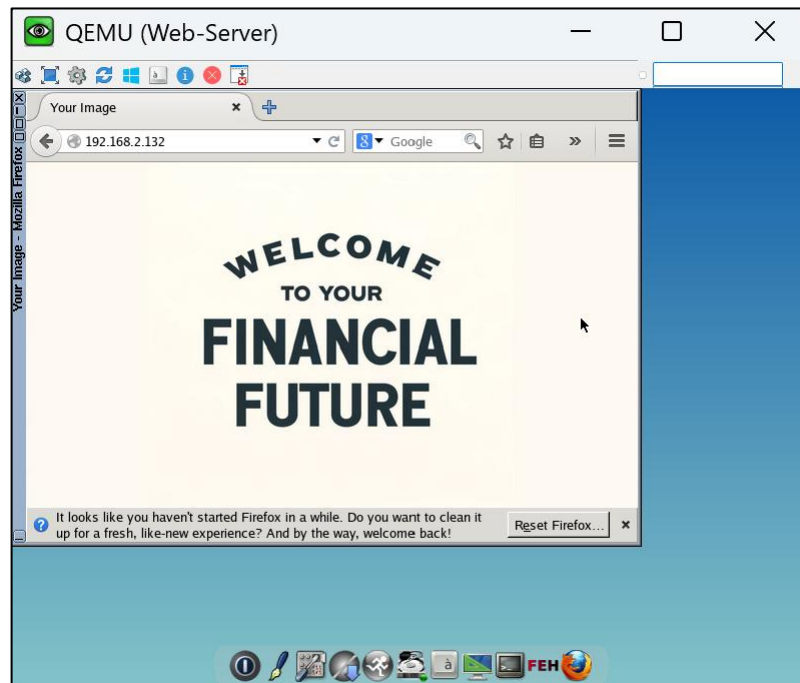 QEMU (Web-Server)
Your Image
192.168.2.132
Google
Your Image - Mozilla Firefox
WELCOME
TO YOUR
FINANCIAL
FUTURE
It looks like you haven't started Firefox in a while. Do you want to clean it
up for a fresh, like-new experience? And by the way, welcome back!
Reset Firefox...
à
FEH